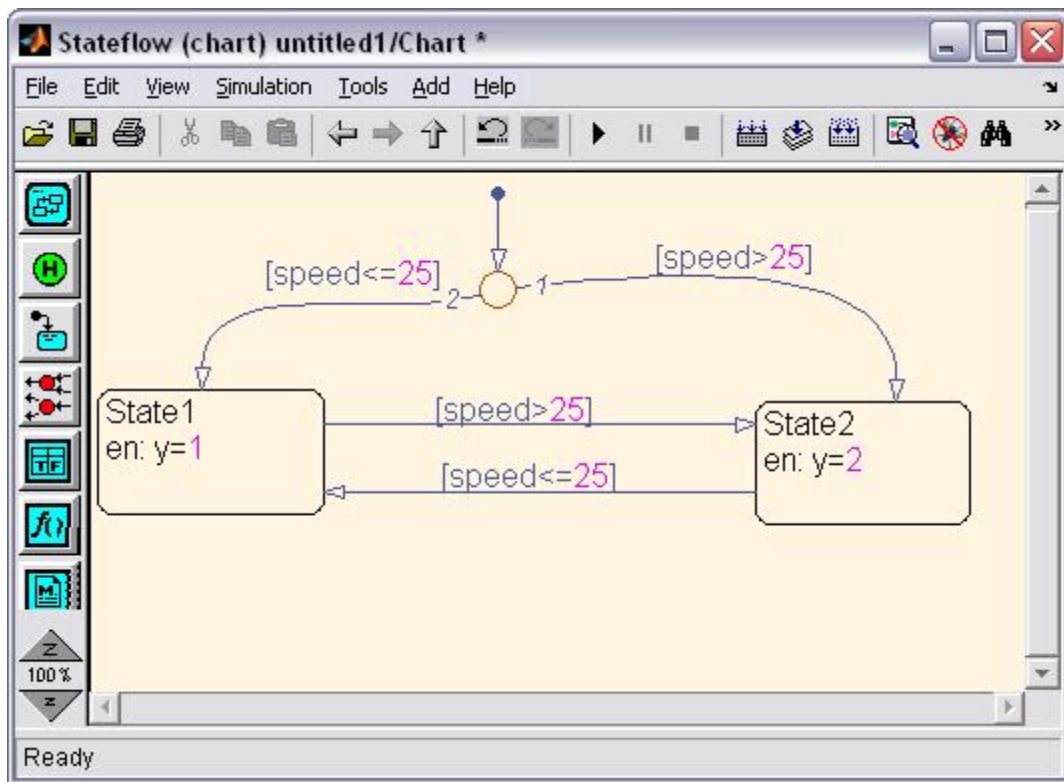 Stateflow (chart) untitled1/Chart *
File Edit View Simulation Tools Add Help
[speed<=25]
[speed>25]
2
1
State1
en: y=1
[speed>25]
State2
en: y=2
[speed<=25]
H
TF
f()
M
Z
100%
z
Ready